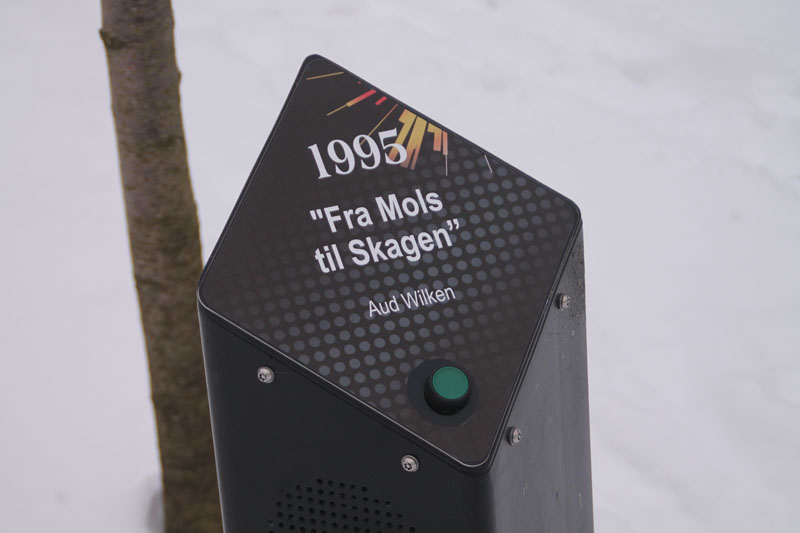 1995
"Fra Mols
til Skagen”
Aud Wilken